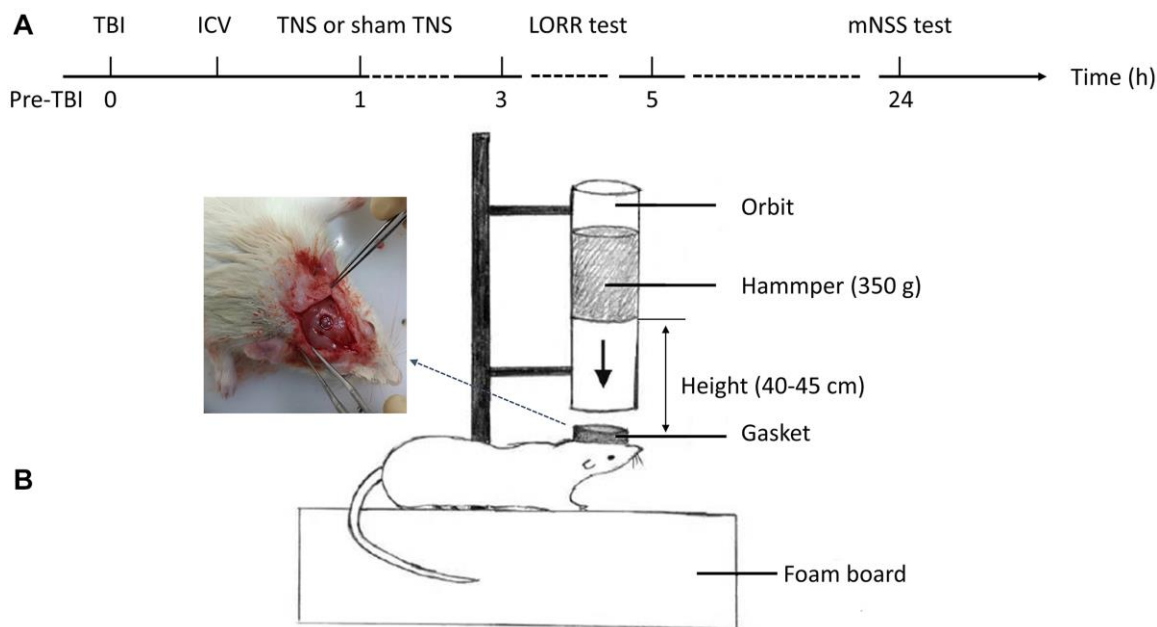 A
TBI ICV TNS or sham TNS LORR test mNSS test
Time (h)
Pre-TBI 0 1 3 5 24
Orbit
Hammper (350 g)
Height (40-45 cm)
Gasket
B
Foam board